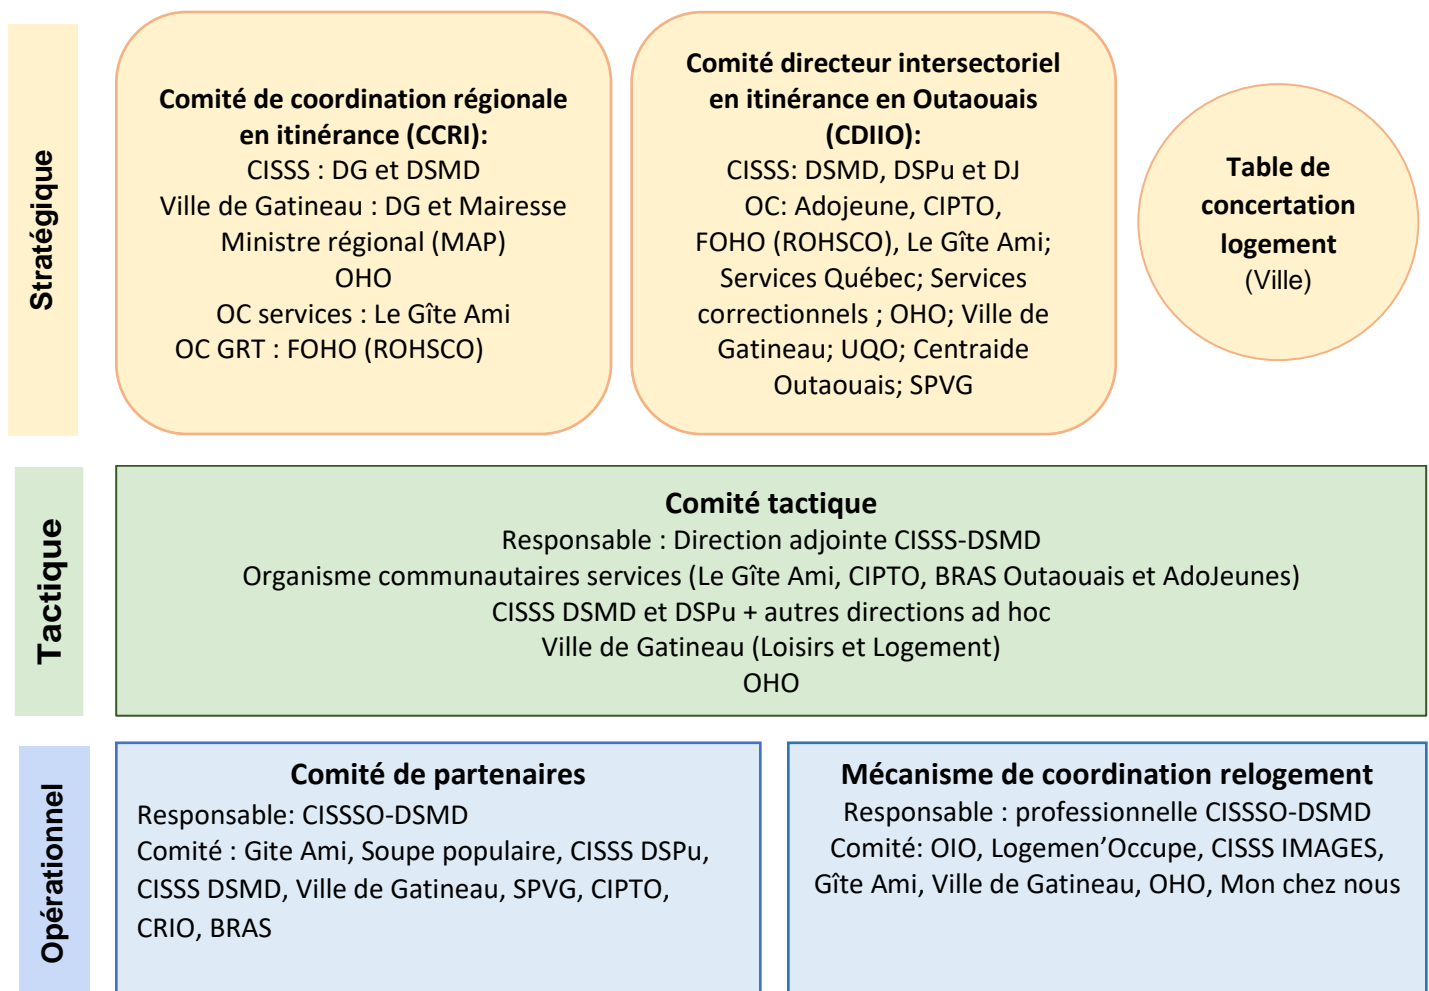 Stratégique
Comité de coordination régionale
en itinérance (CCRI):
CISSS : DG et DSMD
Ville de Gatineau : DG et Mairesse
Ministre régional (MAP)
OHO
OC services : Le Gîte Ami
OC GRT : FOHO (ROHSCO)
Comité directeur intersectoriel
en itinérance en Outaouais
(CDIIO):
CISSS: DSMD, DSPu et DJ
OC: Adojeune, CIPTO,
FOHO (ROHSCO), Le Gîte Ami;
Services Québec; Services
correctionnels ; OHO; Ville de
Gatineau; UQO; Centraide
Outaouais; SPVG
Table de
concertation
logement
(Ville)
Tactique
Comité tactique
Responsable : Direction adjointe CISSS-DSMD
Organisme communautaires services (Le Gîte Ami, CIPTO, BRAS Outaouais et AdoJeunes)
CISSS DSMD et DSPu + autres directions ad hoc
Ville de Gatineau (Loisirs et Logement)
OHO
Opérationnel
Comité de partenaires
Responsable: CISSSO-DSMD
Comité : Gite Ami, Soupe populaire, CISSS DSPu,
CISSS DSMD, Ville de Gatineau, SPVG, CIPTO,
CRIO, BRAS
Mécanisme de coordination relogement
Responsable : professionnelle CISSSO-DSMD
Comité: OIO, Logemen'Occupe, CISSS IMAGES,
Gîte Ami, Ville de Gatineau, OHO, Mon chez nous